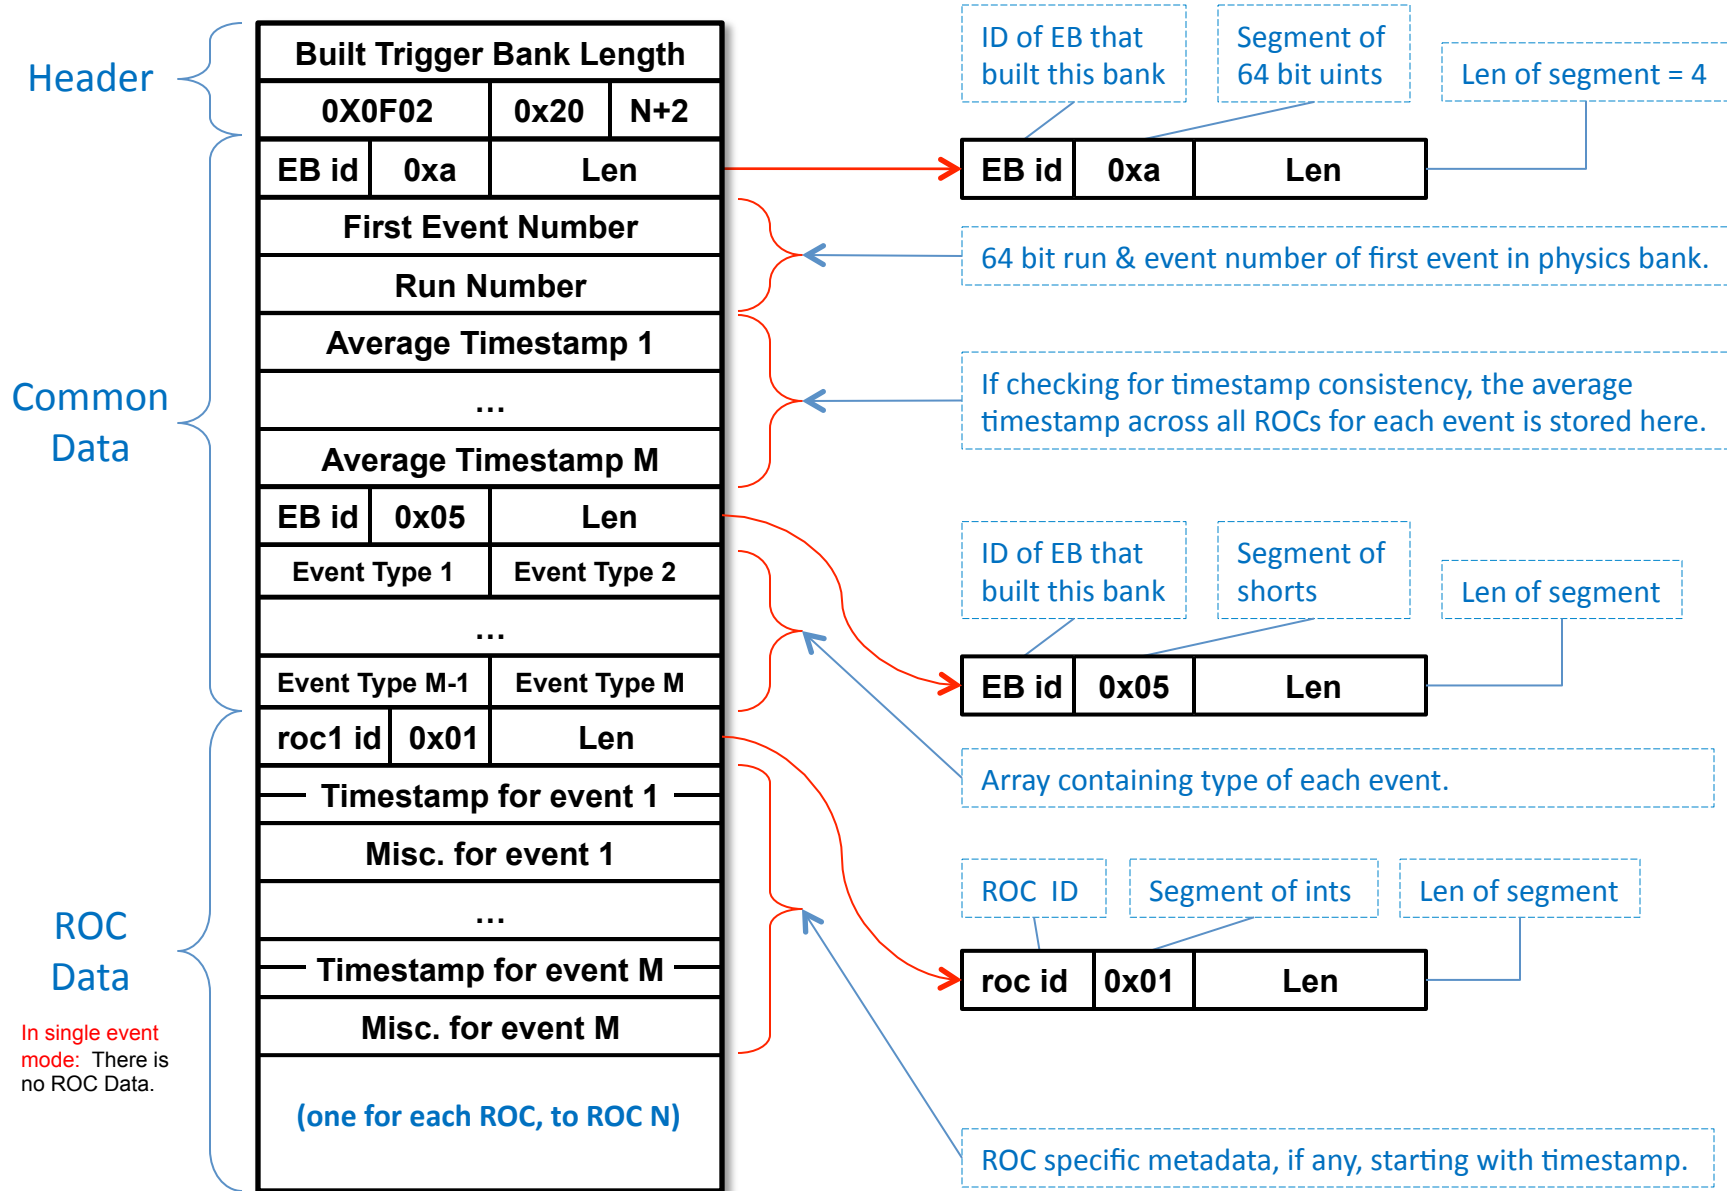 Header
Built Trigger Bank Length
0X0F02 0x20 N+2
Common
Data
EB id 0xa Len
First Event Number
Run Number
Average Timestamp 1
...
Average Timestamp M
EB id 0x05 Len
Event Type 1 Event Type 2
...
Event Type M-1 Event Type M
ROC
Data
In single event
mode: There is
no ROC Data.
roc1 id 0x01 Len
Timestamp for event 1
Misc. for event 1
...
Timestamp for event M
Misc. for event M
(one for each ROC, to ROC N)
ID of EB that
built this bank
Segment of
64 bit uints
Len of segment = 4
EB id 0xa Len
64 bit run & event number of first event in physics bank.
If checking for timestamp consistency, the average
timestamp across all ROCs for each event is stored here.
ID of EB that
built this bank
Segment of
shorts
Len of segment
EB id 0x05 Len
Array containing type of each event.
ROC ID
Segment of ints
Len of segment
roc id 0x01 Len
ROC specific metadata, if any, starting with timestamp.